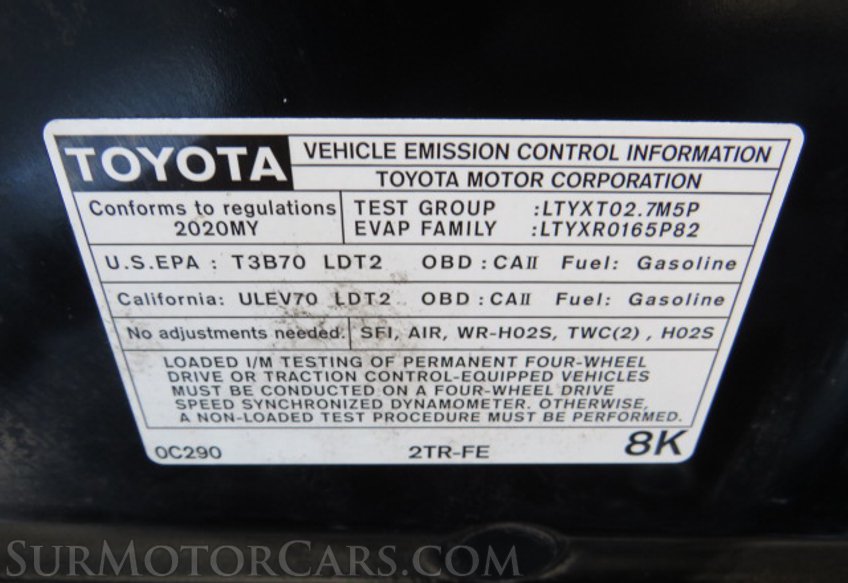 TOYOTA VEHICLE EMISSION CONTROL INFORMATION
TOYOTA MOTOR CORPORATION
Conforms to regulations
2020MY
TEST GROUP :LTYXT02.7M5P
EVAP FAMILY :LTYXR0165P82
U.S.EPA : T3B70 LDT2 OBD : CAII Fuel: Gasoline
California: ULEV70 LDT2 OBD : CAII Fuel: Gasoline
No adjustments needed. SFI, AIR, WR-HO2S, TWC(2) , HO2S
LOADED I/M TESTING OF PERMANENT FOUR-WHEEL
DRIVE OR TRACTION CONTROL-EQUIPPED VEHICLES
MUST BE CONDUCTED ON A FOUR-WHEEL DRIVE
SPEED SYNCHRONIZED DYNAMOMETER. OTHERWISE,
A NON-LOADED TEST PROCEDURE MUST BE PERFORMED.
0C290 2TR-FE 8K
SurMotorCars.com